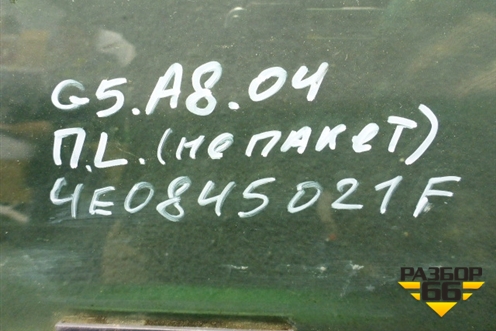 G5.A8.04
П.L.(не пакет)
4E0845021F
РАЗБОР
66